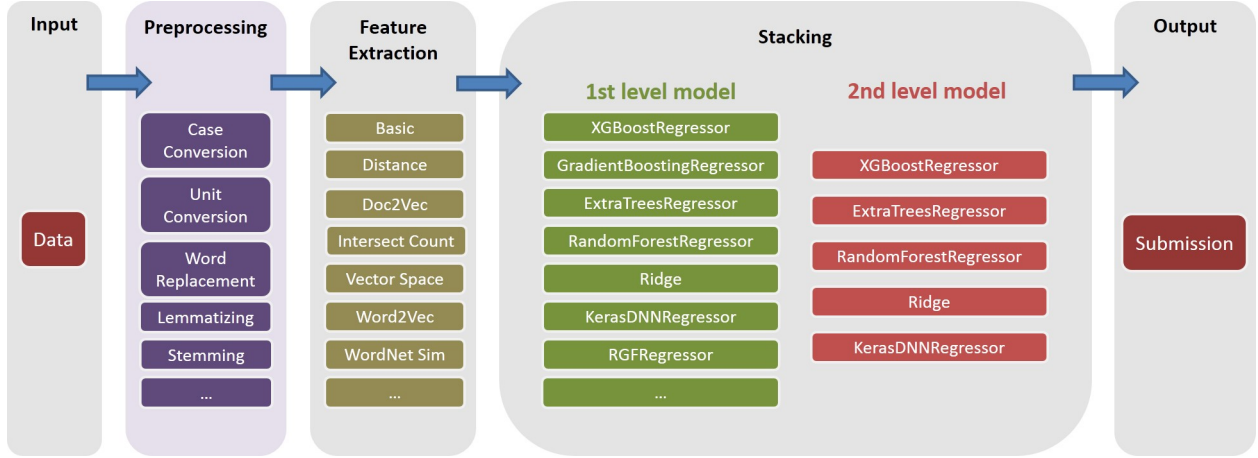 Input
Data
Preprocessing
Case
Conversion
Unit
Conversion
Word
Replacement
Lemmatizing
Stemming
...
Feature
Extraction
Basic
Distance
Doc2Vec
Intersect Count
Vector Space
Word2Vec
WordNet Sim
...
Stacking
1st level model
XGBoostRegressor
GradientBoostingRegressor
ExtraTreesRegressor
RandomForestRegressor
Ridge
KerasDNNRegressor
RGFRegressor
...
2nd level model
XGBoostRegressor
ExtraTreesRegressor
RandomForestRegressor
Ridge
KerasDNNRegressor
Output
Submission